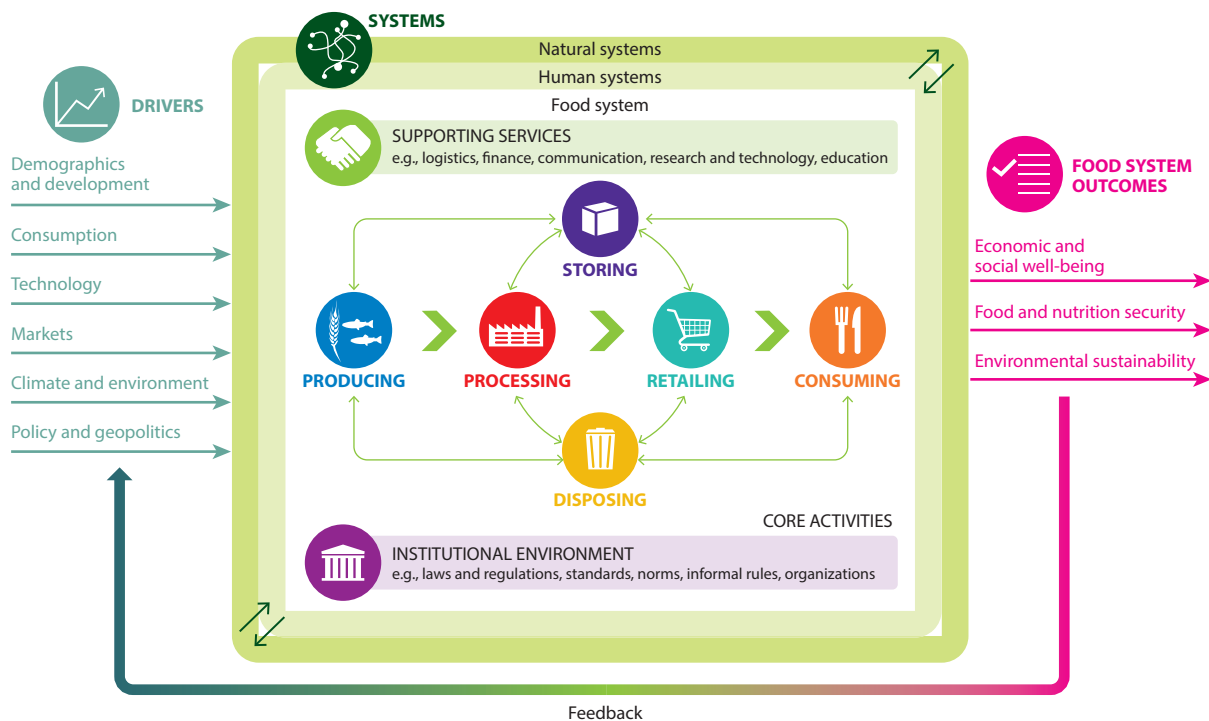 SYSTEMS
Natural systems
Human systems
Food system
DRIVERS
Demographics
and development
Consumption
Technology
Markets
Climate and environment
Policy and geopolitics
SUPPORTING SERVICES
e.g., logistics, finance, communication, research and technology, education
STORING
PRODUCING
PROCESSING
RETAILING
CONSUMING
DISPOSING
CORE ACTIVITIES
INSTITUTIONAL ENVIRONMENT
e.g., laws and regulations, standards, norms, informal rules, organizations
FOOD SYSTEM
OUTCOMES
Economic and
social well-being
Food and nutrition security
Environmental sustainability
Feedback